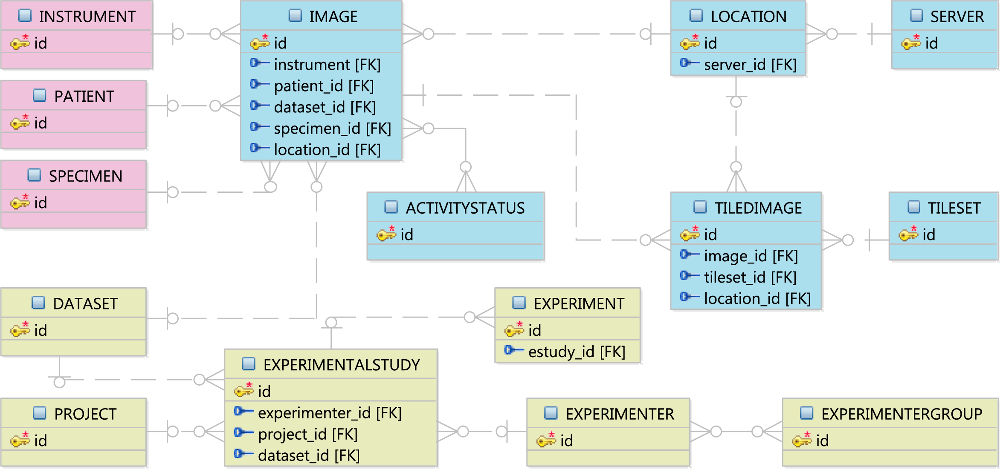 INSTRUMENT
id
IMAGE
id
instrument [FK]
patient_id [FK]
dataset_id [FK]
specimen_id [FK]
location_id [FK]
LOCATION
id
server_id [FK]
SERVER
id
PATIENT
id
SPECIMEN
id
ACTIVITYSTATUS
id
TILEDIMAGE
id
image_id [FK]
tileset_id [FK]
location_id [FK]
TILESET
id
DATASET
id
EXPERIMENT
id
estudy_id [FK]
EXPERIMENTALSTUDY
id
experimenter_id [FK]
project_id [FK]
dataset_id [FK]
PROJECT
id
EXPERIMENTER
id
EXPERIMENTERGROUP
id